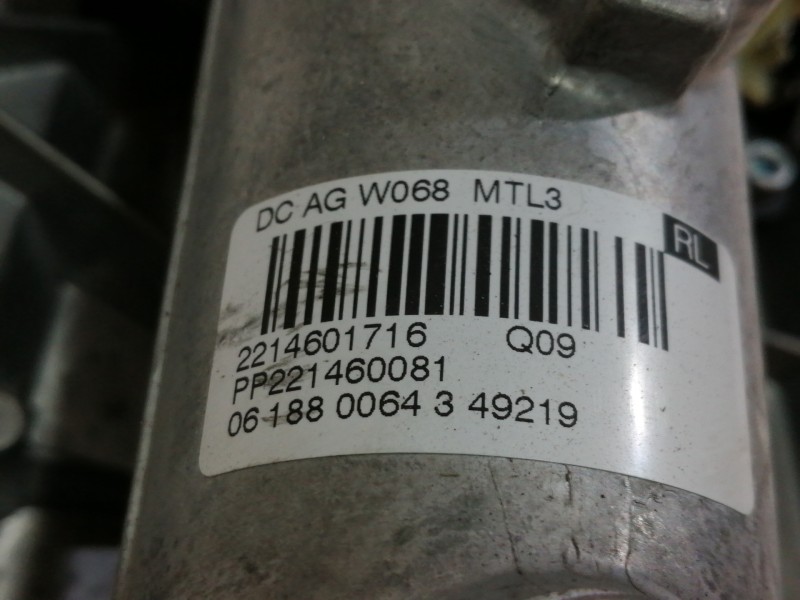 DC AG W068 MTL3
RL
2214601716 Q09
PP221460081
06 188 0064 3 49219